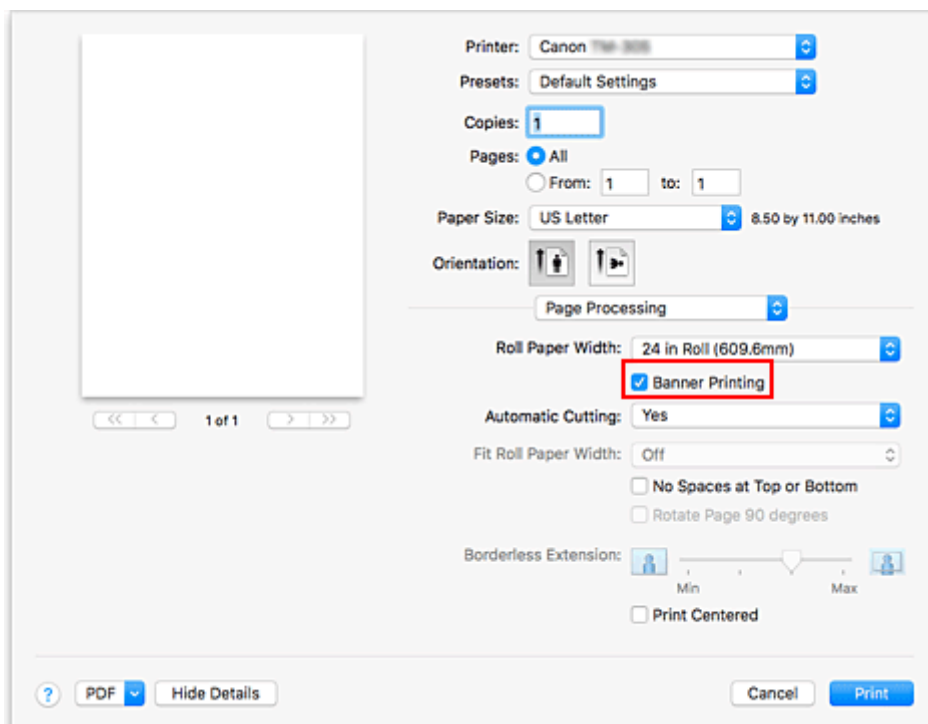 Printer: Canon
Presets: Default Settings
Copies: 1
Pages: All
From: 1 to: 1
Paper Size: US Letter 8.50 by 11.00 inches
Orientation:
Page Processing
Roll Paper Width: 24 in Roll (609.6mm)
Banner Printing
<< < 1 of 1 > >>
Automatic Cutting: Yes
Fit Roll Paper Width: Off
No Spaces at Top or Bottom
Rotate Page 90 degrees
Borderless Extension:
Min Max
Print Centered
? PDF Hide Details Cancel Print